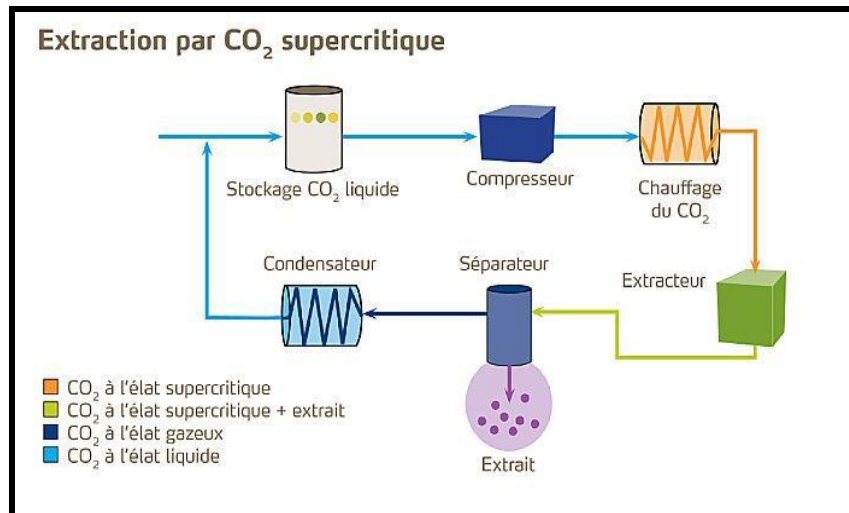 Extraction par CO₂ supercritique
Stockage CO₂ liquide
Compresseur
Chauffage
du CO₂
Condensateur
Séparateur
Extracteur
CO₂ à l'élat supercritique
CO₂ à l'élat supercritique + extrait
CO₂ à l'élat gazeux
CO₂ à l'élat liquide
Extrait